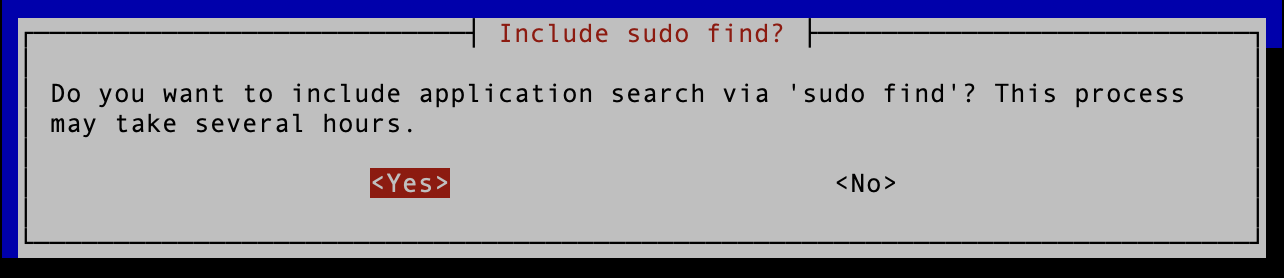 Include sudo find?
Do you want to include application search via 'sudo find'? This process
may take several hours.
<Yes> <No>